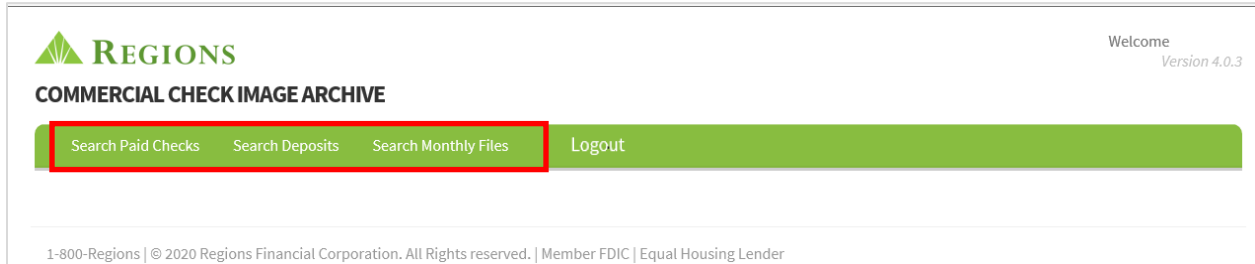 REGIONS
Welcome
Version 4.0.3
COMMERCIAL CHECK IMAGE ARCHIVE
Search Paid Checks Search Deposits Search Monthly Files Logout
1-800-Regions | © 2020 Regions Financial Corporation. All Rights reserved. | Member FDIC | Equal Housing Lender